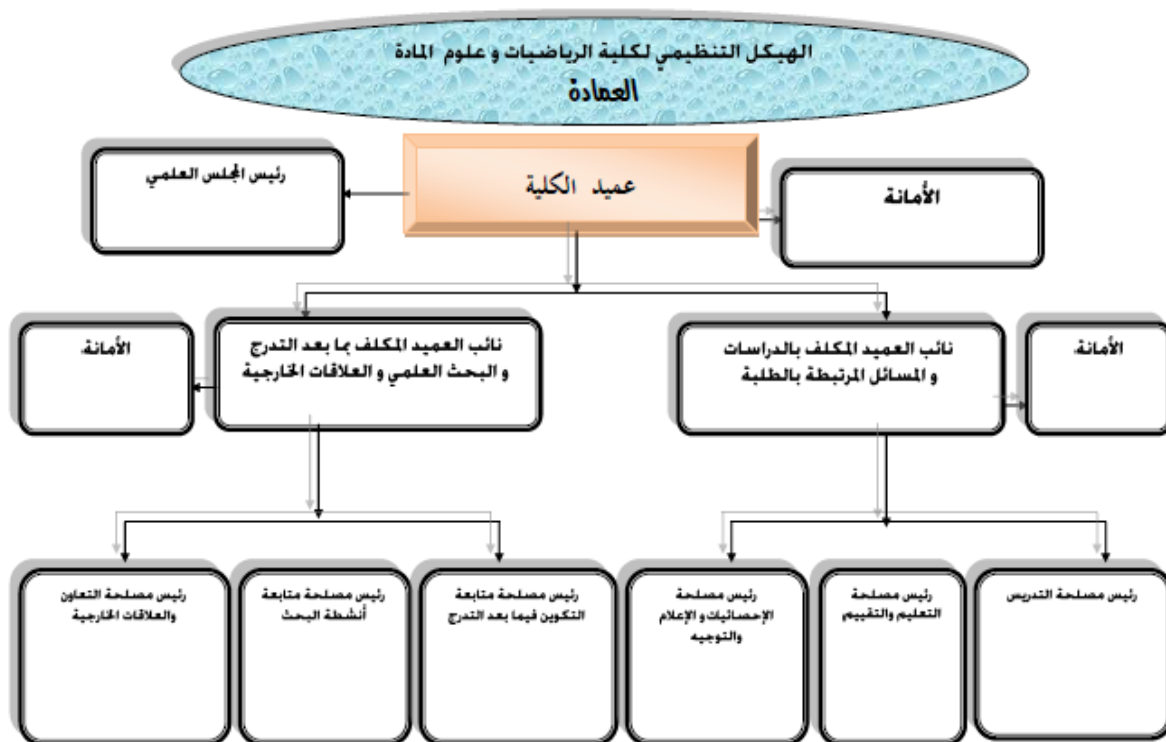 الهيكل التنظيمي لكلية الرياضيات و علوم المادة
العمادة
عميد الكلية
الأمانة
رئيس المجلس العلمي
الأمانة
نائب العميد المكلف بالدراسات
و المسائل المرتبطة بالطلبة
نائب العميد المكلف بما بعد التدرج
و البحث العلمي و العلاقات الخارجية
الأمانة
رئيس مصلحة التدريس
رئيس مصلحة
التعليم والتقييم
رئيس مصلحة
الإحصائيات و الإعلام
والتوجيه
رئيس مصلحة متابعة
التكوين فيما بعد التدرج
رئيس مصلحة متابعة
أنشطة البحث
رئيس مصلحة التعاون
والعلاقات الخارجية